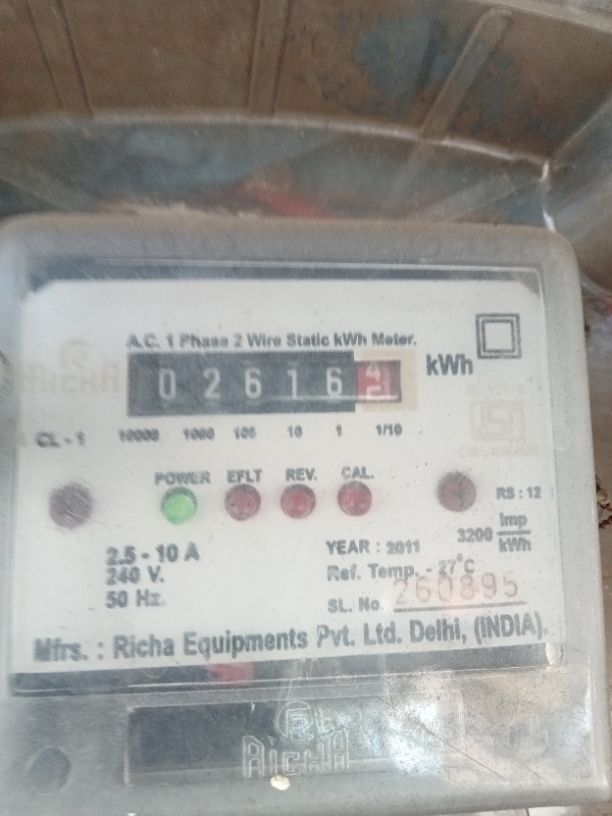 A.C. 1 Phase 2 Wire Static kWh Meter.
0 2 6 1 6 4 kWh
RICHA
CL - 1 10000 1000 100 10 1 1/10
POWER EFLT REV. CAL.
RS : 12
3200 imp/kWh
2.5 - 10 A
240 V.
50 Hz.
YEAR : 2011
Ref. Temp. - 27°C
SL. No. 260895
Mfrs. : Richa Equipments Pvt. Ltd. Delhi, (INDIA).
RICHA